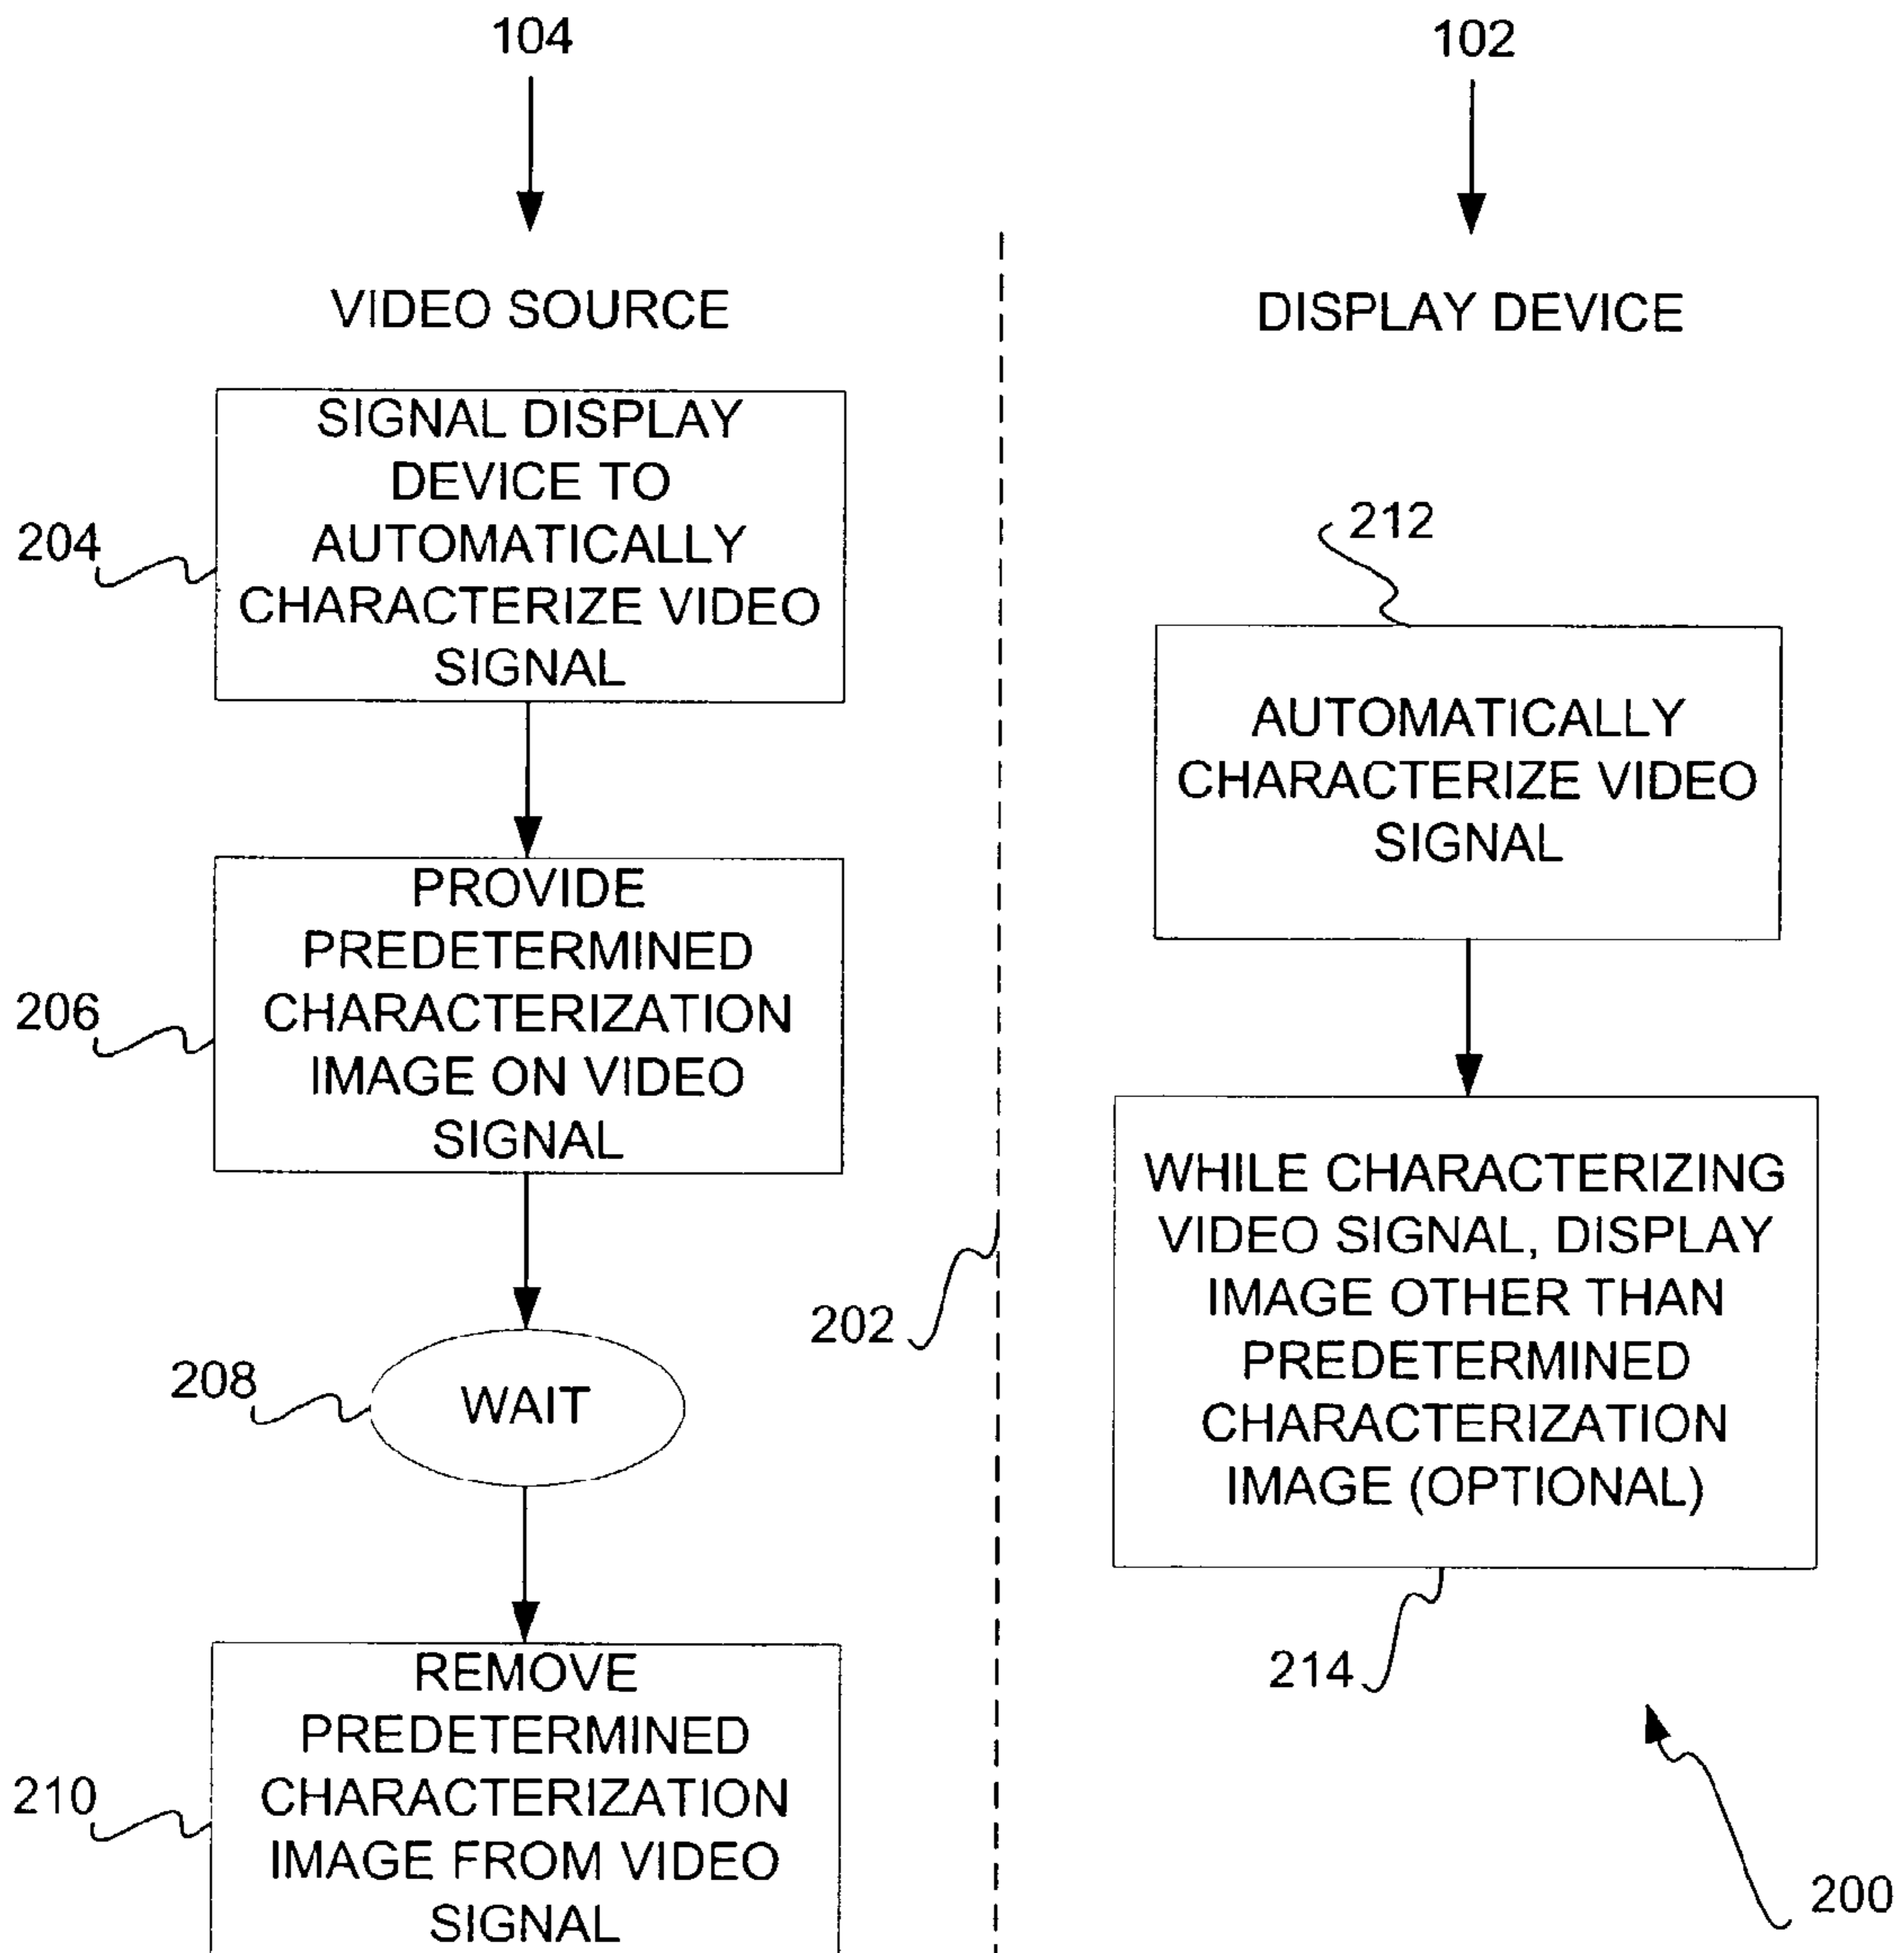 104
VIDEO SOURCE
204
SIGNAL DISPLAY
DEVICE TO
AUTOMATICALLY
CHARACTERIZE VIDEO
SIGNAL
206
PROVIDE
PREDETERMINED
CHARACTERIZATION
IMAGE ON VIDEO
SIGNAL
208
WAIT
210
REMOVE
PREDETERMINED
CHARACTERIZATION
IMAGE FROM VIDEO
SIGNAL
202
102
DISPLAY DEVICE
212
AUTOMATICALLY
CHARACTERIZE VIDEO
SIGNAL
WHILE CHARACTERIZING
VIDEO SIGNAL, DISPLAY
IMAGE OTHER THAN
PREDETERMINED
CHARACTERIZATION
IMAGE (OPTIONAL)
214
200